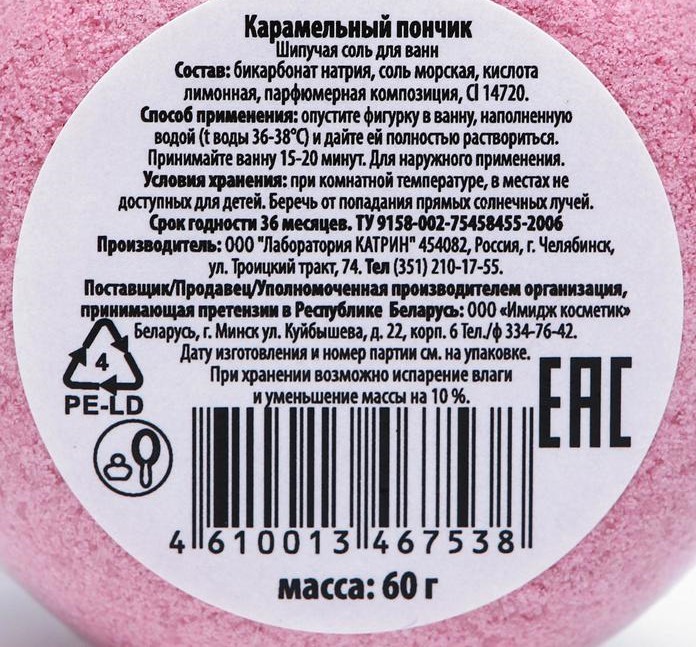 Карамельный пончик
Шипучая соль для ванн
Состав: бикарбонат натрия, соль морская, кислота
лимонная, парфюмерная композиция, Cl 14720.
Способ применения: опустите фигурку в ванну, наполненную
водой (t воды 36-38°С) и дайте ей полностью раствориться.
Принимайте ванну 15-20 минут. Для наружного применения.
Условия хранения: при комнатной температуре, в местах не
доступных для детей. Беречь от попадания прямых солнечных лучей.
Срок годности 36 месяцев. ТУ 9158-002-75458455-2006
Производитель: ООО "Лаборатория КАТРИН" 454082, Россия, г. Челябинск,
ул. Троицкий тракт, 74. Тел (351) 210-17-55.
Поставщик/Продавец/Уполномоченная производителем организация,
принимающая претензии в Республике Беларусь: ООО «Имидж косметик»
Беларусь, г. Минск ул. Куйбышева, д. 22, корп. 6 Тел./ф 334-76-42.
Дату изготовления и номер партии см. на упаковке.
При хранении возможно испарение влаги
и уменьшение массы на 10 %.
4
PE-LD
EAC
4 610013 467538
масса: 60 г